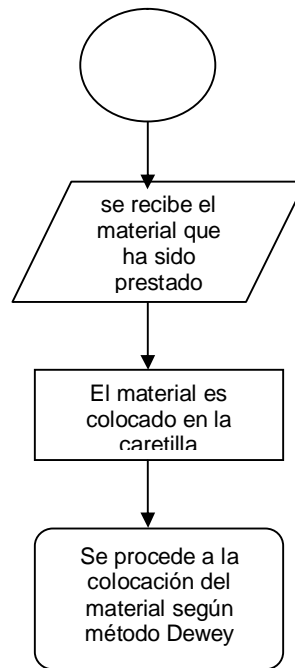 se recibe el
material que
ha sido
prestado
El material es
colocado en la
caretilla
Se procede a la
colocación del
material según
método Dewey